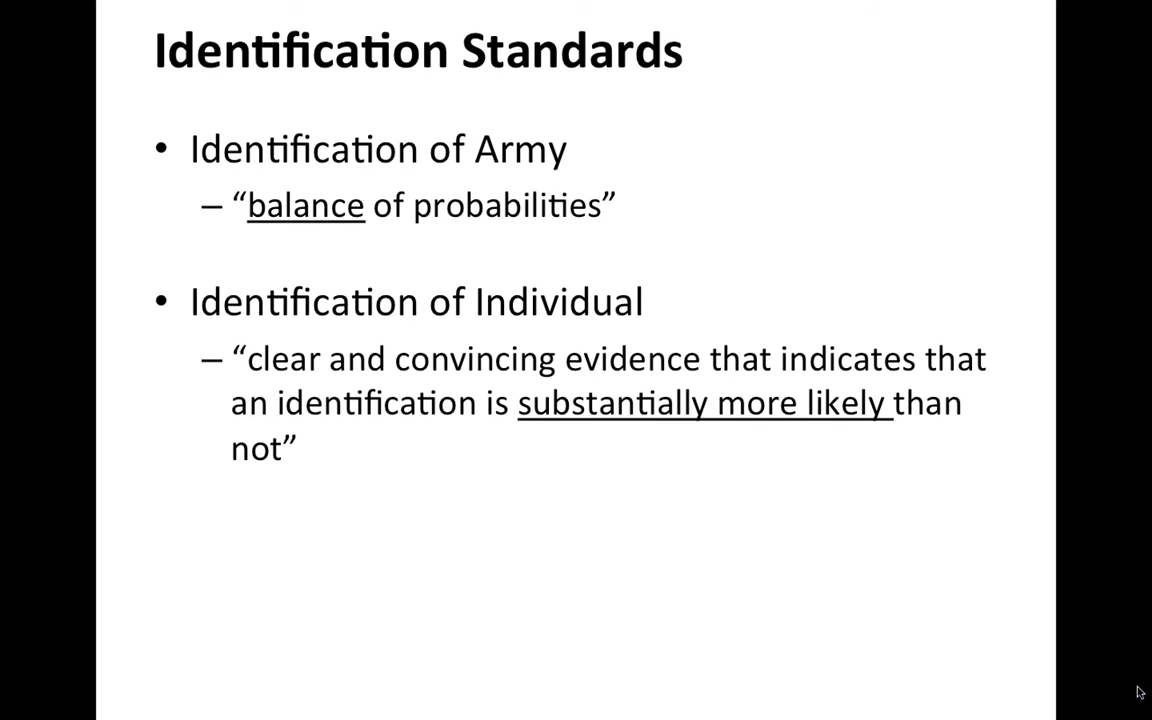 Identification Standards
• Identification of Army
– “balance of probabilities”
• Identification of Individual
– “clear and convincing evidence that indicates that
an identification is substantially more likely than
not”